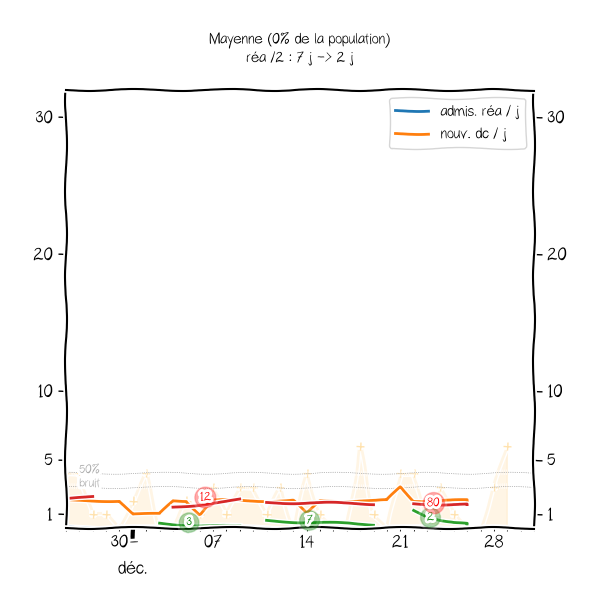 Mayenne (0% de la population)
réa /2 : 7 j -> 2 j
admis. réa / j
nouv. dc / j
30 30
20 20
10 10
5 5
50%
bruit
12
80
3
7
2
1 1
30 07 14 21 28
déc.